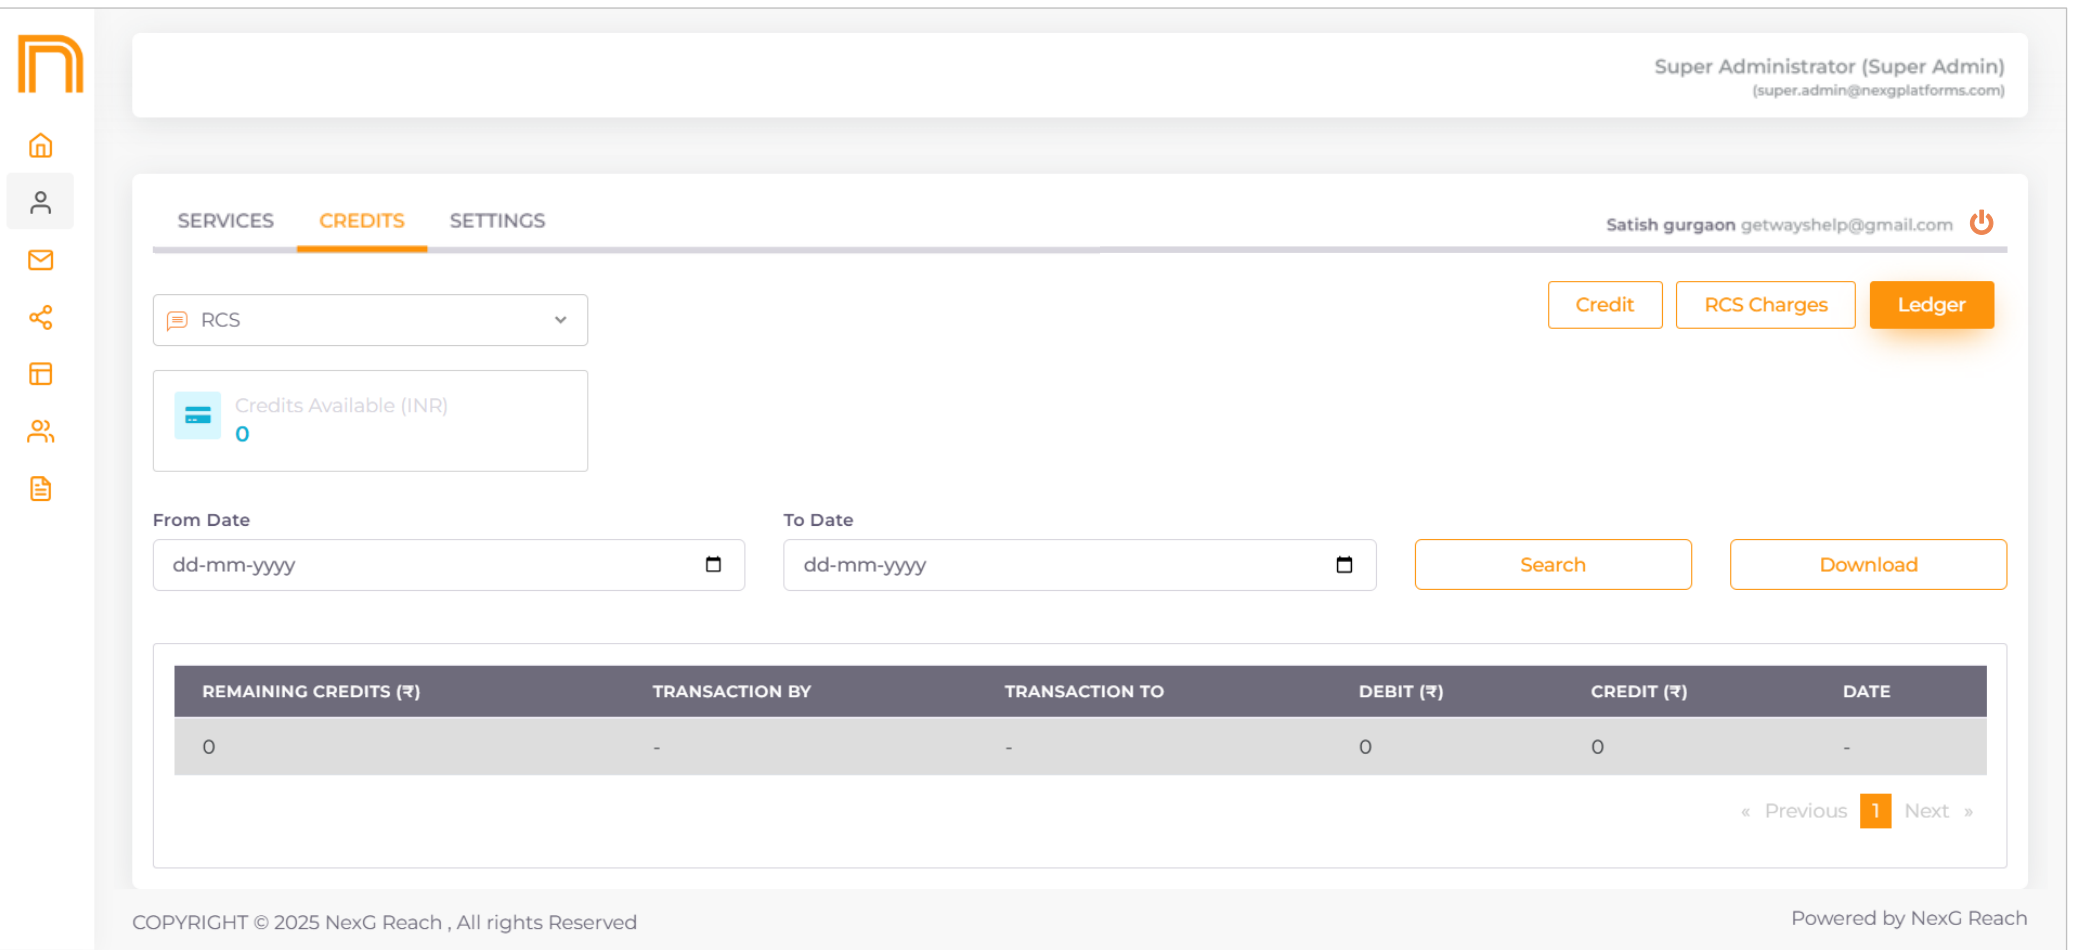 Super Administrator (Super Admin)
(super.admin@nexgplatforms.com)
SERVICES CREDITS SETTINGS
Satish gurgaon getwayshelp@gmail.com
RCS
Credit RCS Charges Ledger
Credits Available (INR)
0
From Date To Date
dd-mm-yyyy dd-mm-yyyy Search Download
REMAINING CREDITS (₹) TRANSACTION BY TRANSACTION TO DEBIT (₹) CREDIT (₹) DATE
0 - - 0 0 -
« Previous 1 Next »
COPYRIGHT © 2025 NexG Reach , All rights Reserved
Powered by NexG Reach